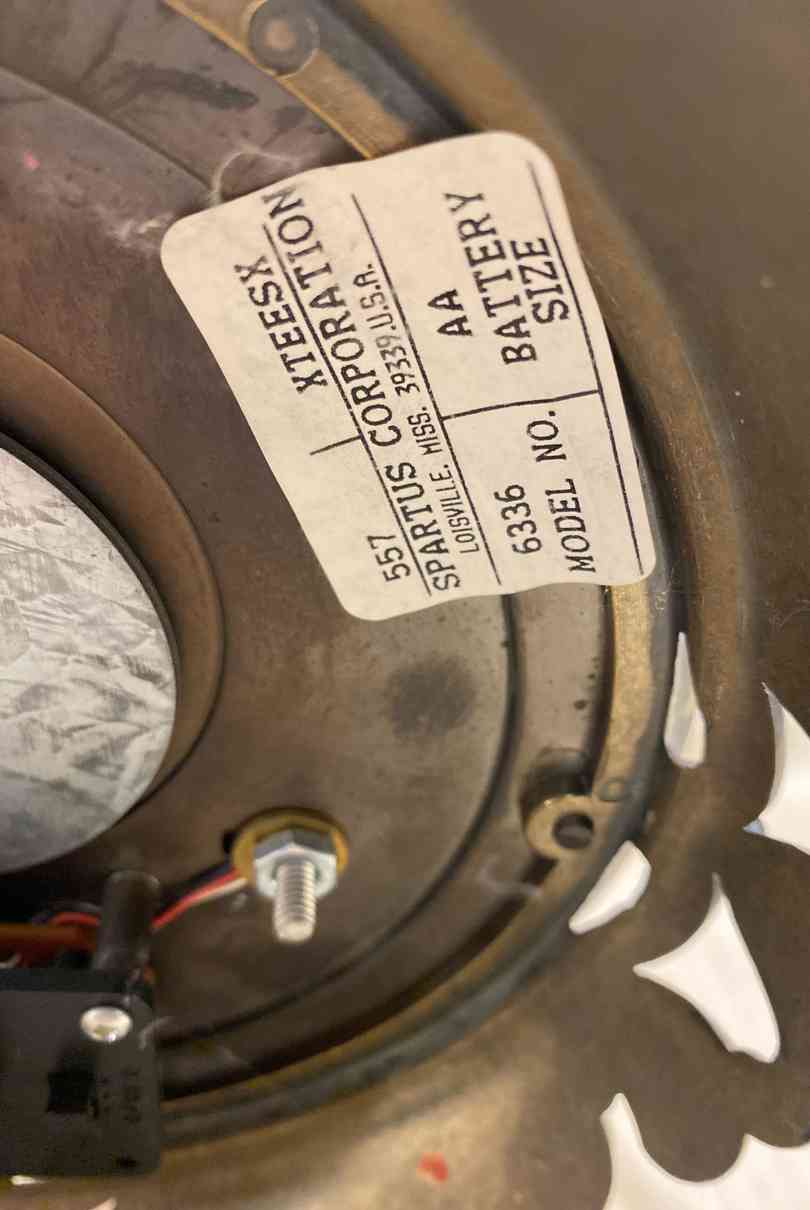 557 XTEESX
SPARTUS CORPORATION
LOISVILLE. MISS. 39339.U.S.A.
6336 AA
MODEL NO. BATTERY
SIZE